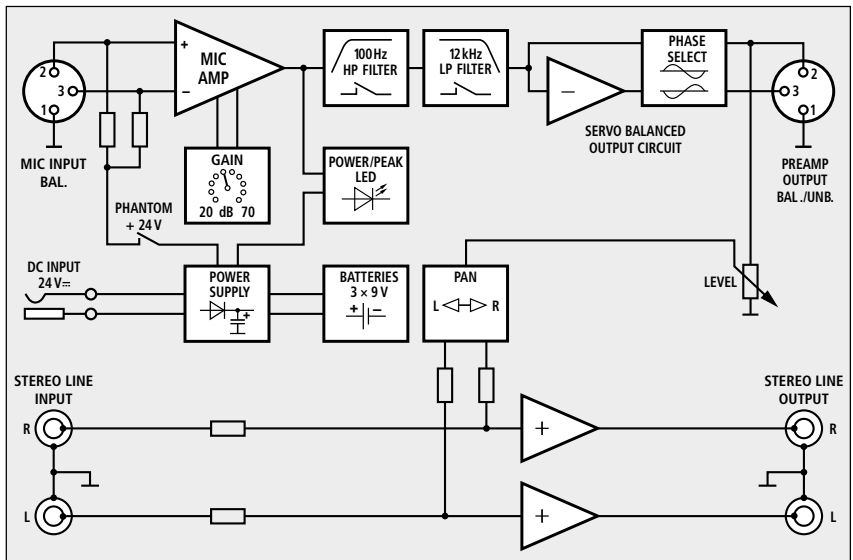 MIC
AMP
+
−
100 Hz
HP FILTER
12 kHz
LP FILTER
PHASE
SELECT
2
3
1
2
3
1
−
MIC INPUT
BAL.
GAIN
20 dB 70
POWER/PEAK
LED
SERVO BALANCED
OUTPUT CIRCUIT
PREAMP
OUTPUT
BAL./UNB.
PHANTOM
+ 24 V
DC INPUT
24 V⎓
POWER
SUPPLY
+
BATTERIES
3 × 9 V
+ −
PAN
L R
LEVEL
STEREO LINE
INPUT
STEREO LINE
OUTPUT
R
+
R
L
+
L